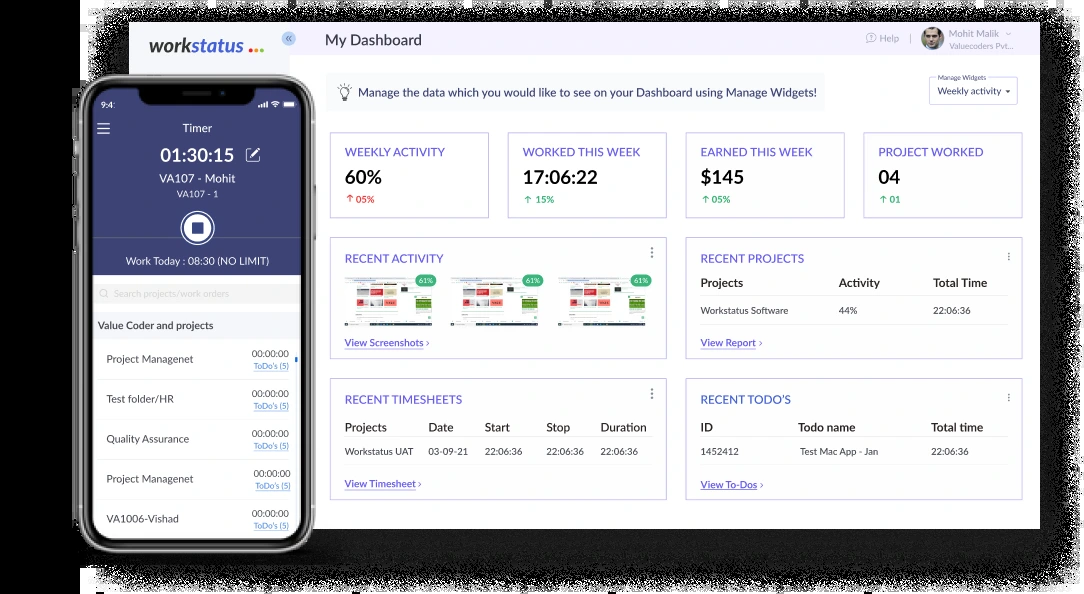 workstatus
My Dashboard
Help
Mohit Malik
Valuecoders Pvt...
Manage the data which you would like to see on your Dashboard using Manage Widgets!
Manage Widgets
Weekly activity
WEEKLY ACTIVITY
60%
05%
WORKED THIS WEEK
17:06:22
15%
EARNED THIS WEEK
$145
05%
PROJECT WORKED
04
01
RECENT ACTIVITY
61%
61%
61%
View Screenshots
RECENT PROJECTS
Projects Activity Total Time
Workstatus Software 44% 22:06:36
View Report
RECENT TIMESHEETS
Projects Date Start Stop Duration
Workstatus UAT 03-09-21 22:06:36 22:06:36 22:06:36
View Timesheet
RECENT TODO'S
ID Todo name Total time
1452412 Test Mac App - Jan 22:06:36
View To-Dos
9:4
Timer
01:30:15
VA107 - Mohit
VA107 - 1
Work Today : 08:30 (NO LIMIT)
Search projects/work orders
Value Coder and projects
Project Managenet 00:00:00
ToDo's (5)
Test folder/HR 00:00:00
ToDo's (5)
Quality Assurance 00:00:00
ToDo's (5)
Project Managenet 00:00:00
ToDo's (5)
VA1006-Vishad 00:00:00
ToDo's (5)